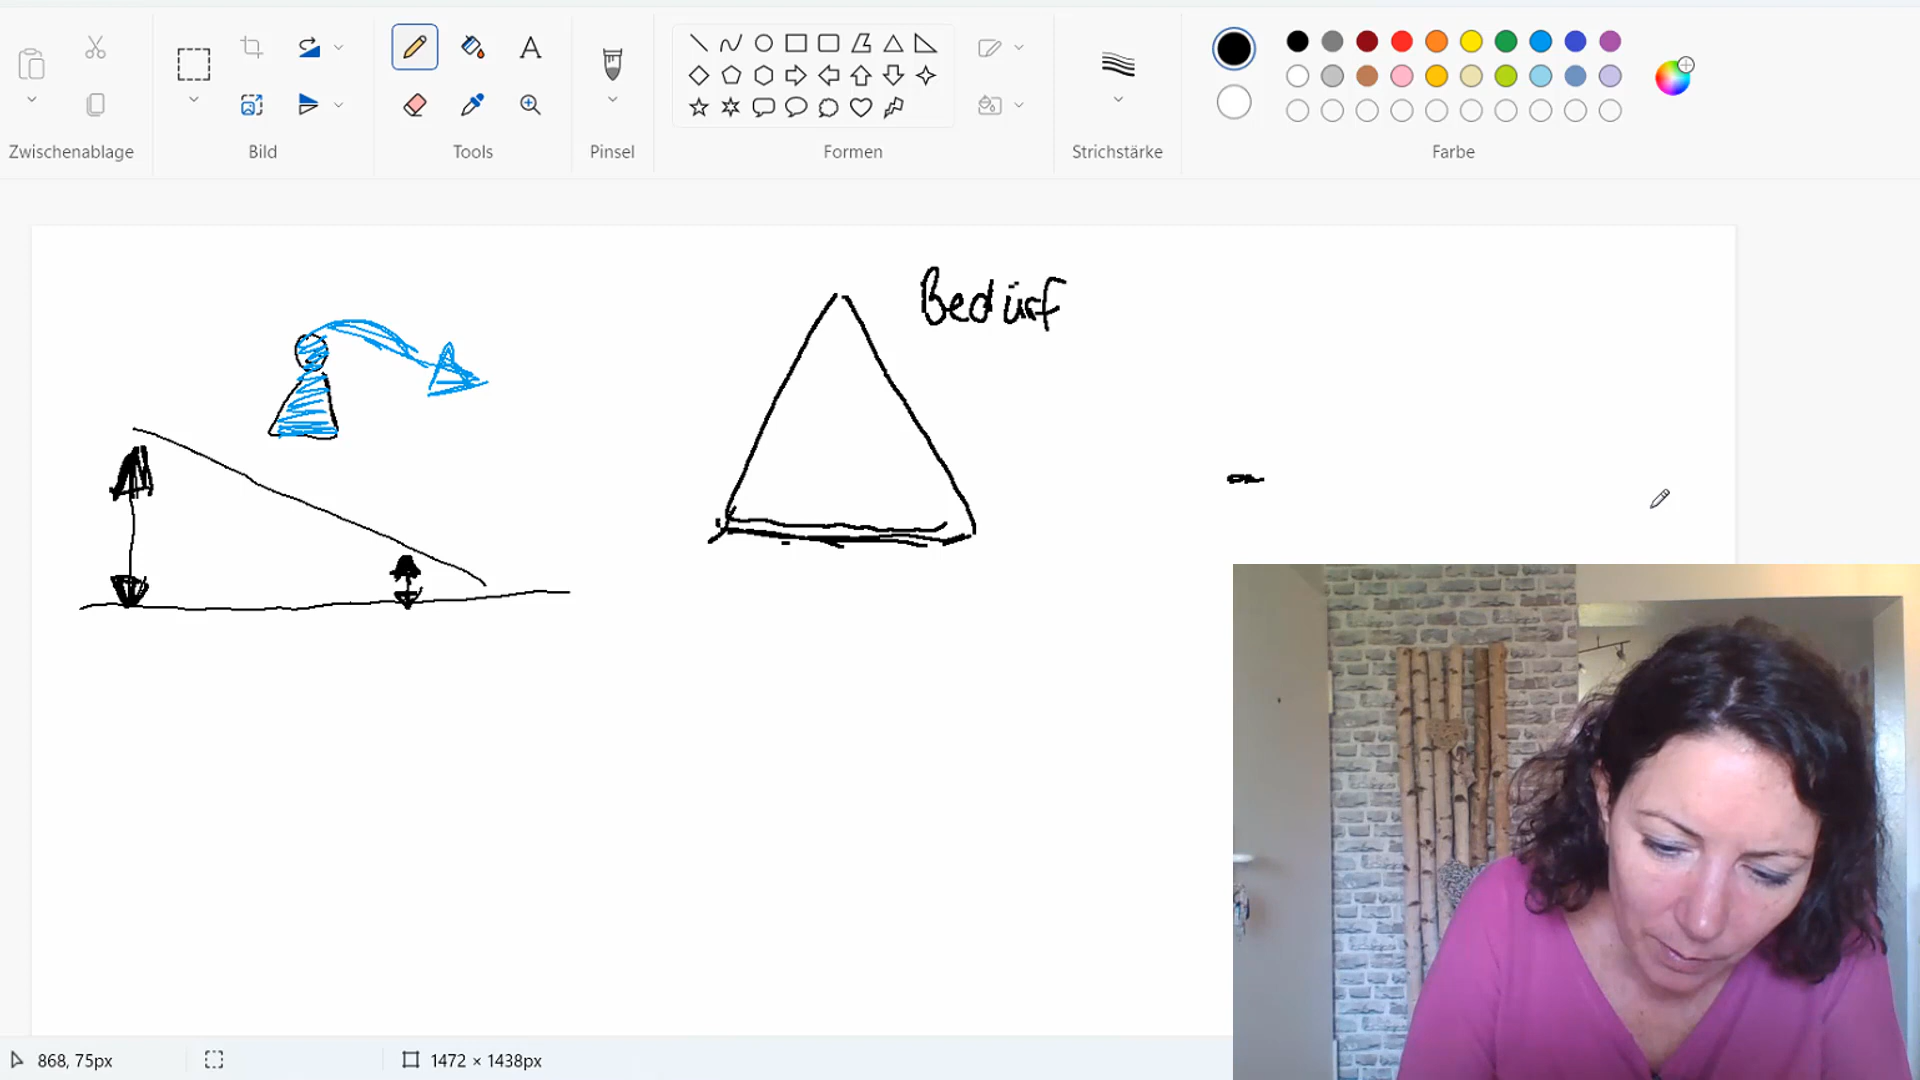 Zwischenablage
Bild
Tools
Pinsel
Formen
Strichstärke
Farbe
Bedürf
868, 75px
1472 × 1438px